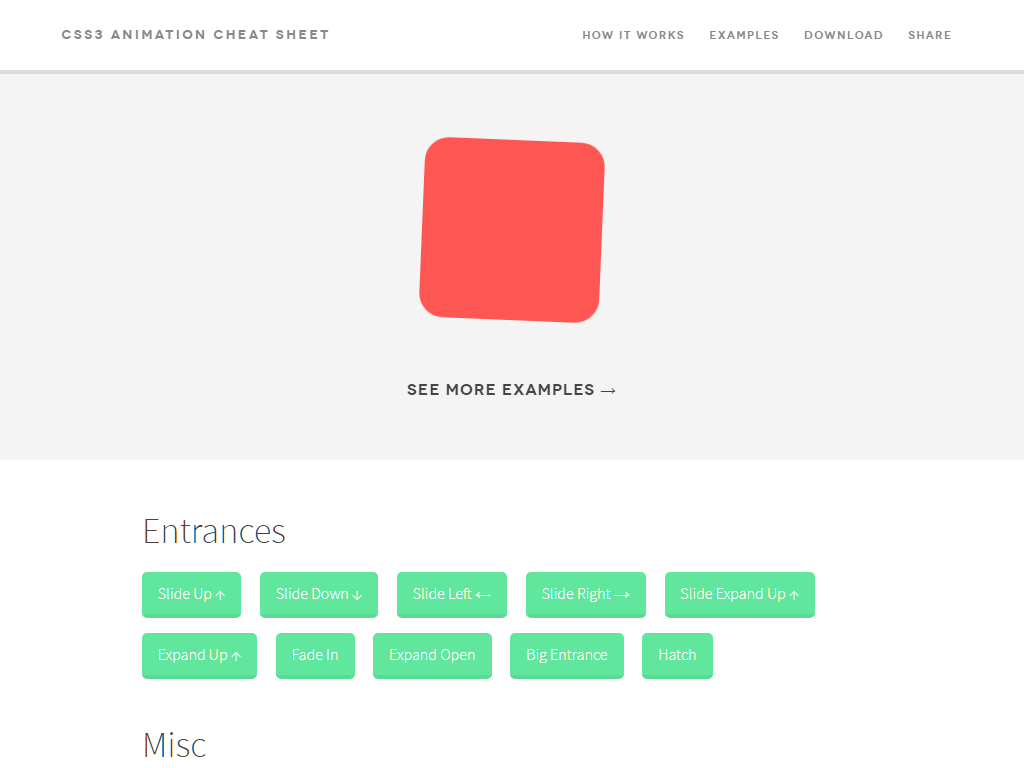 CSS3 ANIMATION CHEAT SHEET
HOW IT WORKS EXAMPLES DOWNLOAD SHARE
SEE MORE EXAMPLES →
Entrances
Slide Up ↑ Slide Down ↓ Slide Left ← Slide Right → Slide Expand Up ↑
Expand Up ↑ Fade In Expand Open Big Entrance Hatch
Misc